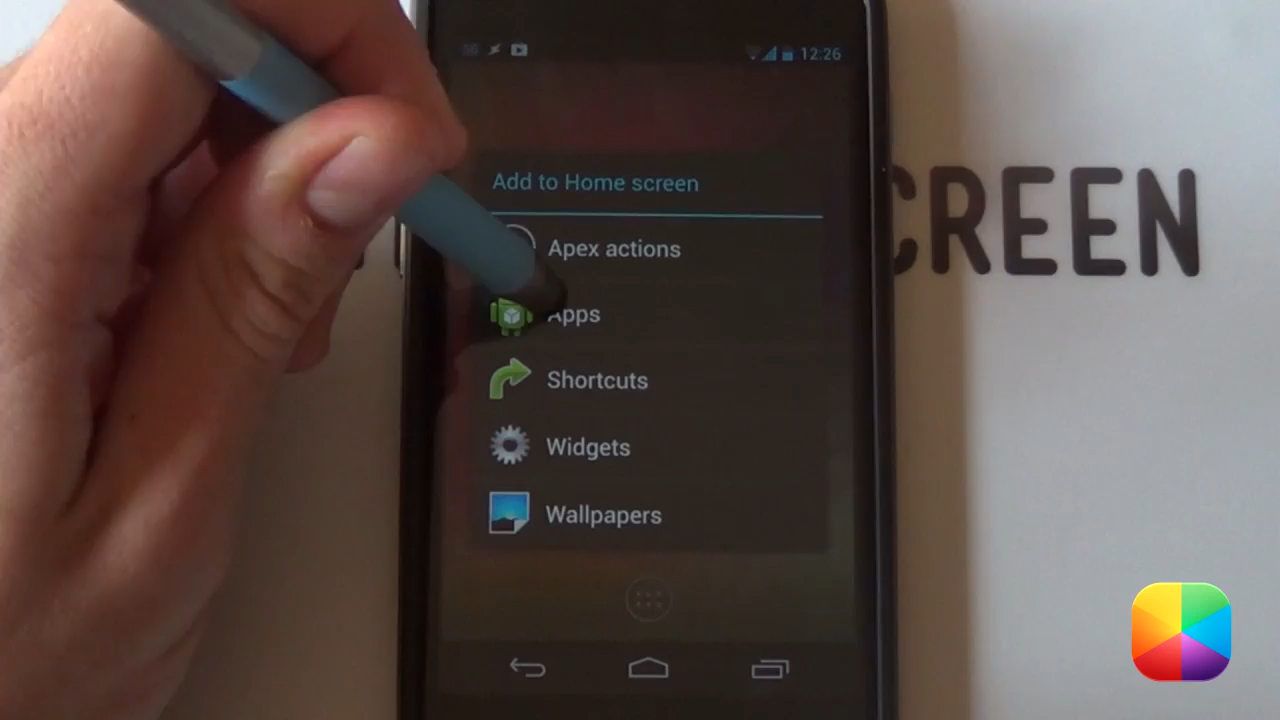 12:26
Add to Home screen
Apex actions
Apps
Shortcuts
Widgets
Wallpapers
CREEN